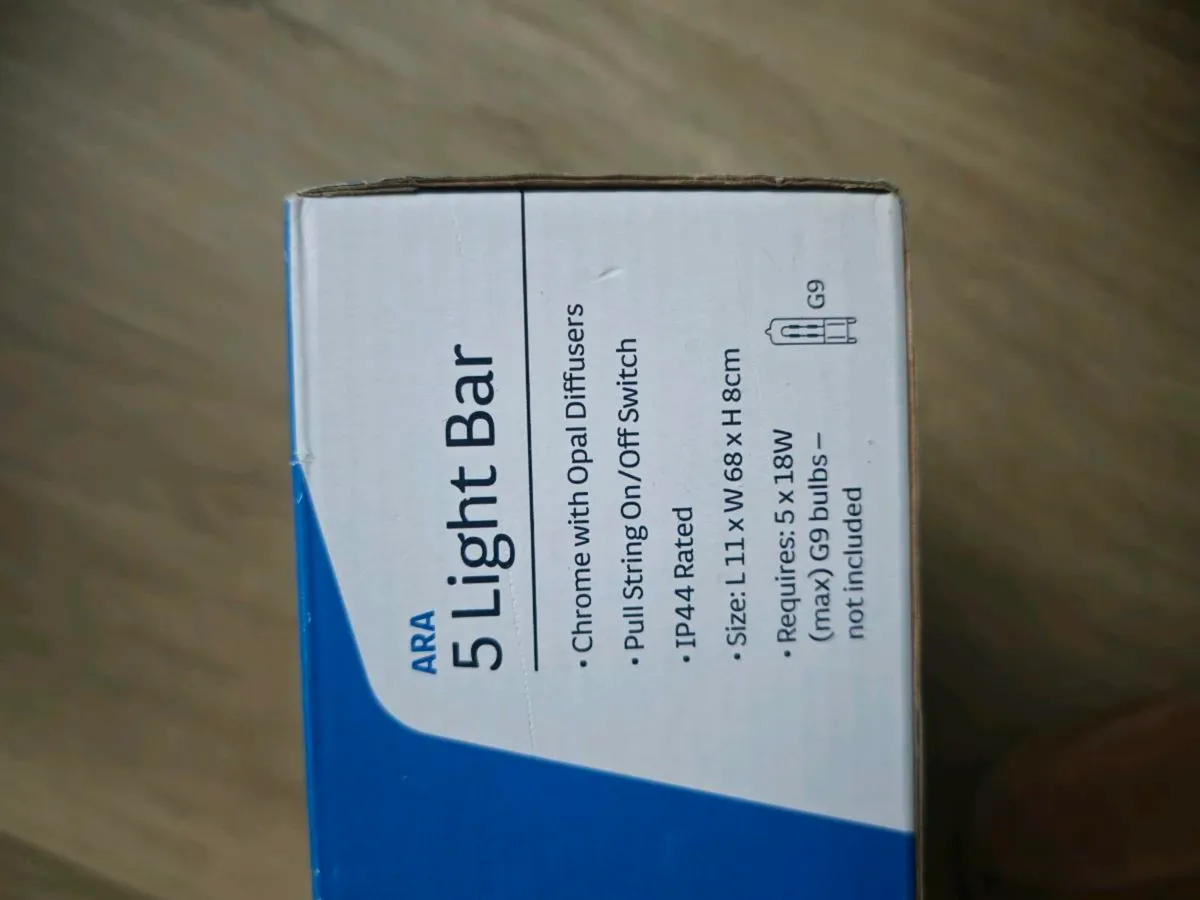 ARA
5 Light Bar
• Chrome with Opal Diffusers
• Pull String On/Off Switch
• IP44 Rated
• Size: L 11 x W 68 x H 8cm
• Requires: 5 x 18W
(max) G9 bulbs –
not included
G9